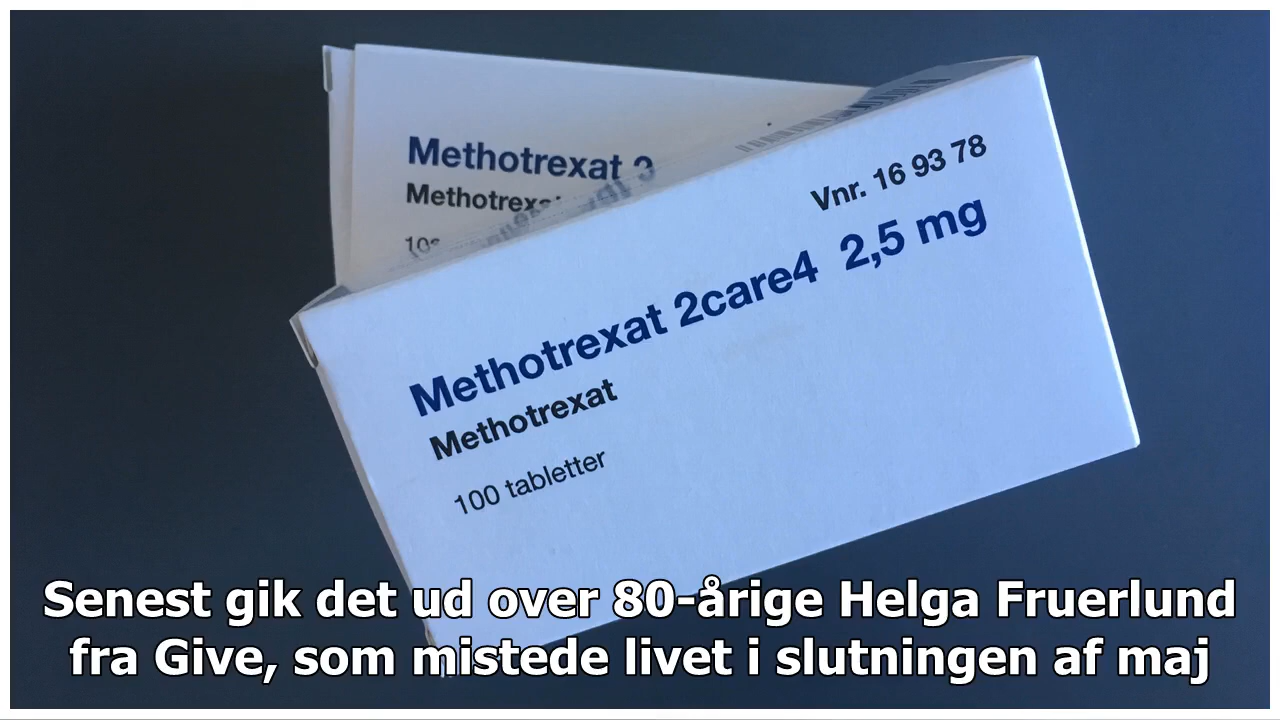 Methotrexat
Vnr. 16 93 78
Methotrexat 2care4 2,5 mg
Methotrexat
100 tabletter
Senest gik det ud over 80-årige Helga Fruerlund
fra Give, som mistede livet i slutningen af maj